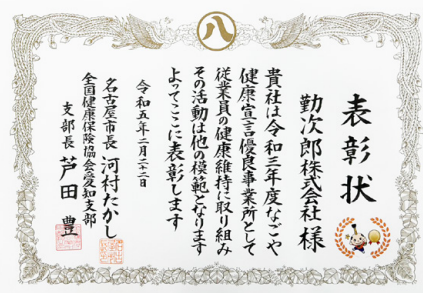 八
表彰状
勤次郎株式会社 様
貴社は令和三年度なごや
健康宣言優良事業所として
従業員の健康維持に取り組み
その活動は他の模範となります
よってここに表彰します
令和五年二月二十二日
名古屋市長 河村たかし
全国健康保険協会愛知支部
支部長 芦田 豊